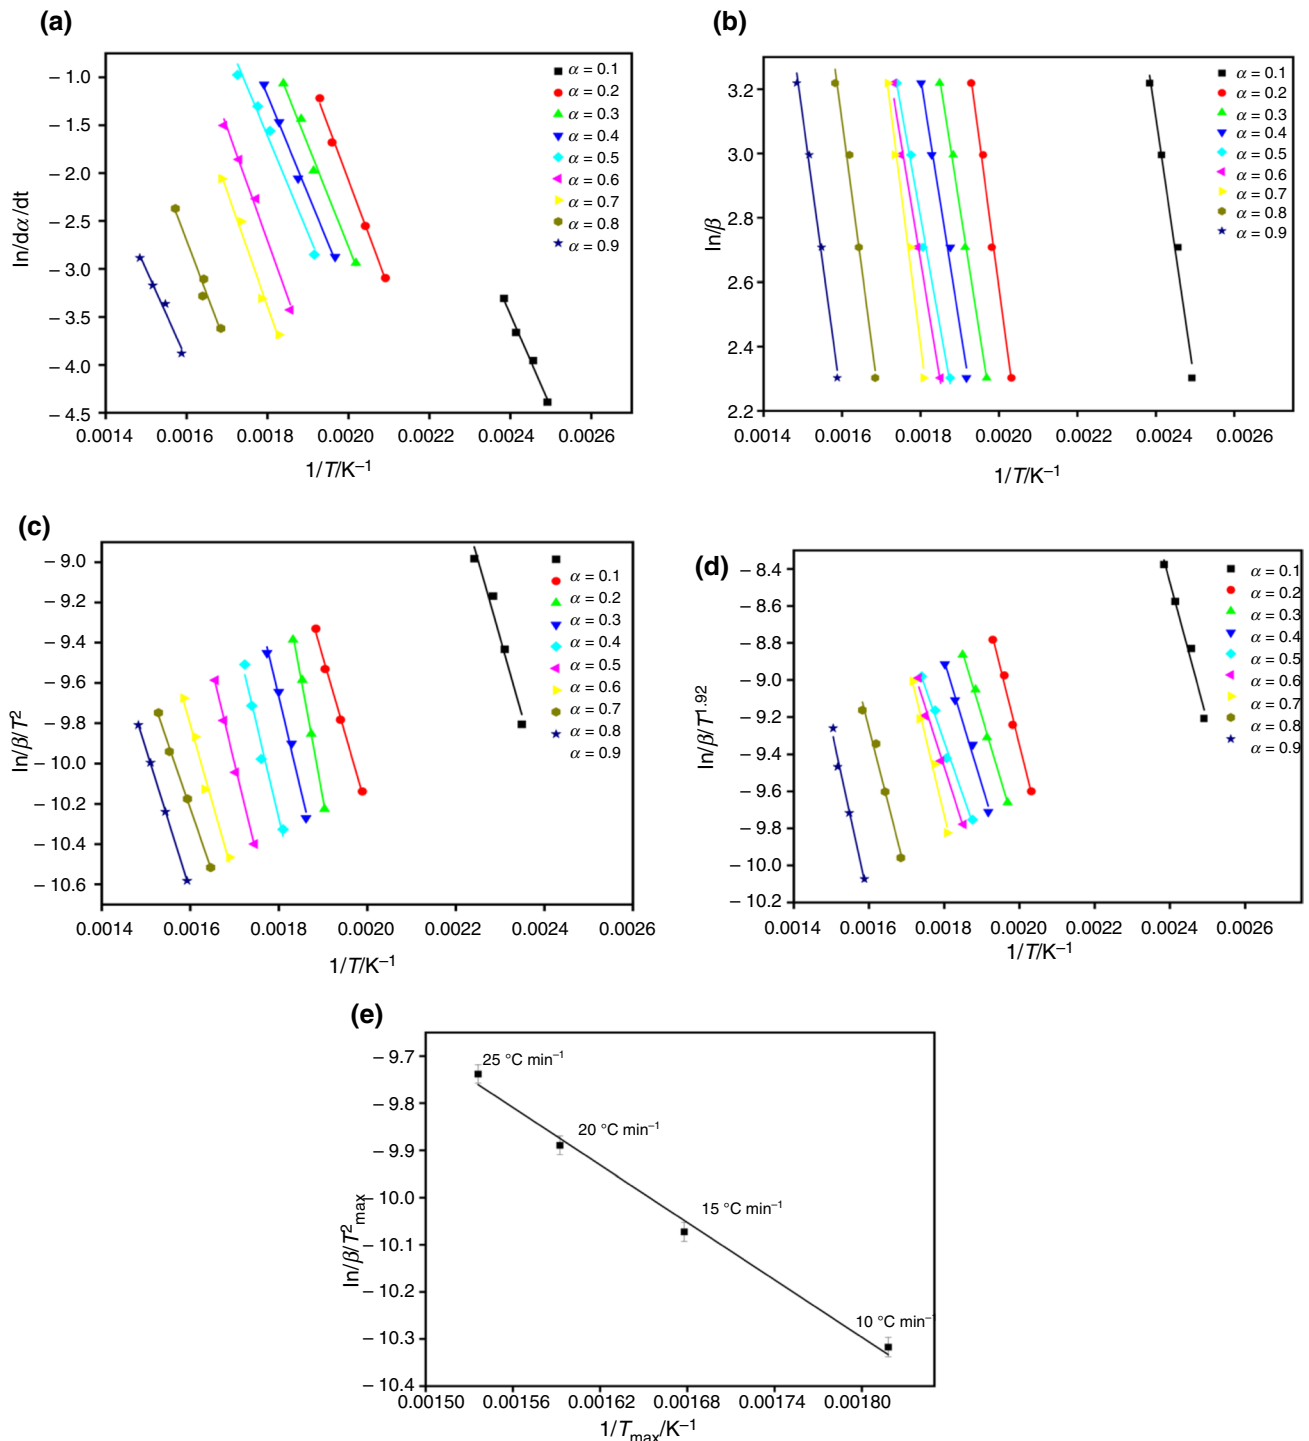 (a)
ln/dα/dt
– 1.0
– 1.5
– 2.0
– 2.5
– 3.0
– 3.5
– 4.0
– 4.5
0.0014 0.0016 0.0018 0.0020 0.0022 0.0024 0.0026
1/T/K–1
α = 0.1
α = 0.2
α = 0.3
α = 0.4
α = 0.5
α = 0.6
α = 0.7
α = 0.8
α = 0.9
(b)
ln/β
3.2
3.0
2.8
2.6
2.4
2.2
0.0014 0.0016 0.0018 0.0020 0.0022 0.0024 0.0026
1/T/K–1
α = 0.1
α = 0.2
α = 0.3
α = 0.4
α = 0.5
α = 0.6
α = 0.7
α = 0.8
α = 0.9
(c)
ln/β/T2
– 9.0
– 9.2
– 9.4
– 9.6
– 9.8
– 10.0
– 10.2
– 10.4
– 10.6
0.0014 0.0016 0.0018 0.0020 0.0022 0.0024 0.0026
1/T/K–1
α = 0.1
α = 0.2
α = 0.3
α = 0.4
α = 0.5
α = 0.6
α = 0.7
α = 0.8
α = 0.9
(d)
ln/β/T1.92
– 8.4
– 8.6
– 8.8
– 9.0
– 9.2
– 9.4
– 9.6
– 9.8
– 10.0
– 10.2
0.0014 0.0016 0.0018 0.0020 0.0022 0.0024 0.0026
1/T/K–1
α = 0.1
α = 0.2
α = 0.3
α = 0.4
α = 0.5
α = 0.6
α = 0.7
α = 0.8
α = 0.9
(e)
ln/β/T2max
– 9.7
– 9.8
– 9.9
– 10.0
– 10.1
– 10.2
– 10.3
– 10.4
25 °C min–1
20 °C min–1
15 °C min–1
10 °C min–1
0.00150 0.00156 0.00162 0.00168 0.00174 0.00180
1/Tmax/K–1